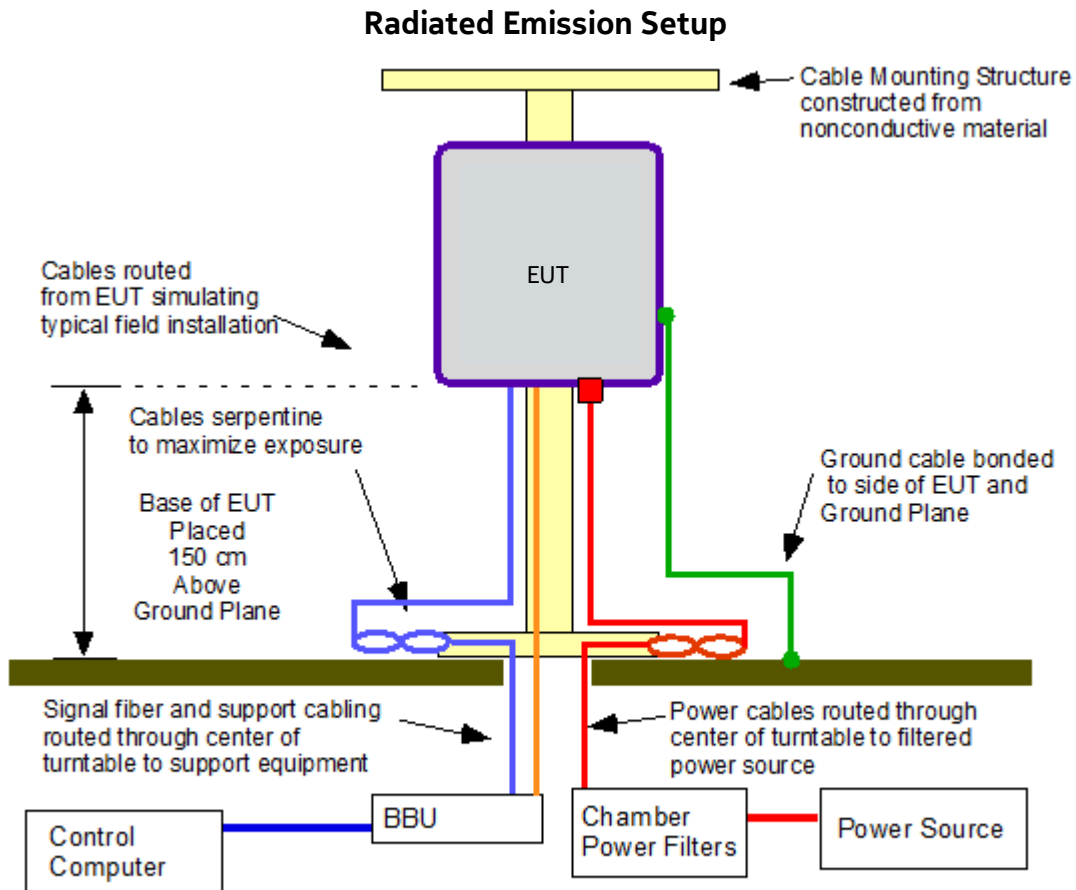 Radiated Emission Setup
Cable Mounting Structure
constructed from
nonconductive material
EUT
Cables routed
from EUT simulating
typical field installation
Cables serpentine
to maximize exposure
Base of EUT
Placed
150 cm
Above
Ground Plane
Ground cable bonded
to side of EUT and
Ground Plane
Signal fiber and support cabling
routed through center of
turntable to support equipment
Power cables routed through
center of turntable to filtered
power source
Control
Computer
BBU
Chamber
Power Filters
Power Source